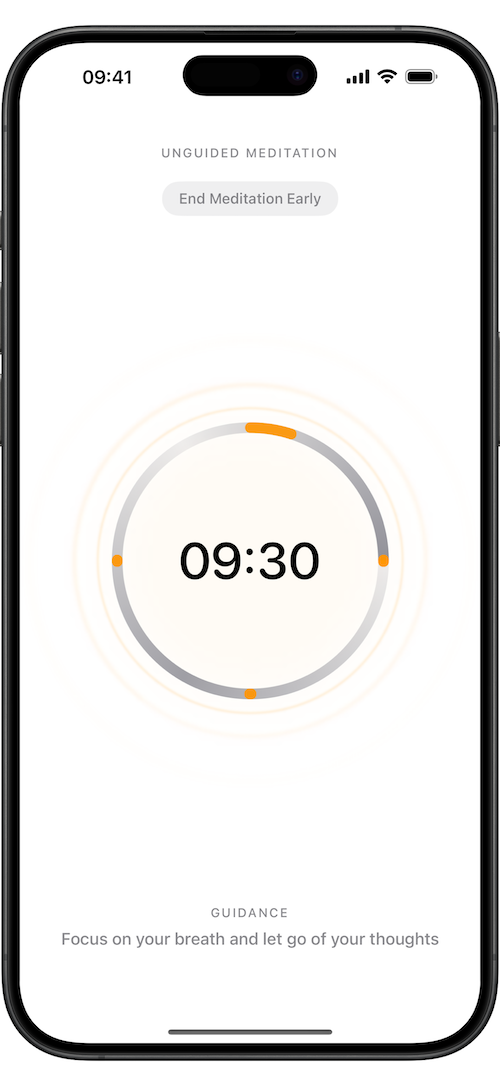 09:41
UNGUIDED MEDITATION
End Meditation Early
09:30
GUIDANCE
Focus on your breath and let go of your thoughts